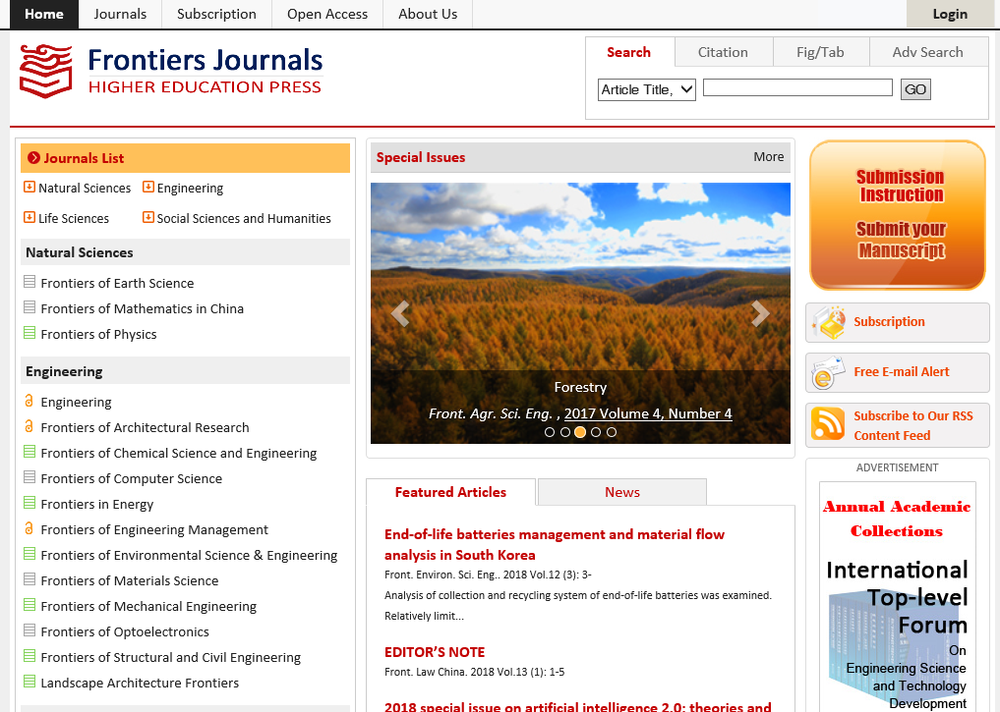 Home
Journals
Subscription
Open Access
About Us
Login
Frontiers Journals
HIGHER EDUCATION PRESS
Search
Citation
Fig/Tab
Adv Search
Article Title,
GO
Journals List
Natural Sciences
Engineering
Life Sciences
Social Sciences and Humanities
Natural Sciences
Frontiers of Earth Science
Frontiers of Mathematics in China
Frontiers of Physics
Engineering
Engineering
Frontiers of Architectural Research
Frontiers of Chemical Science and Engineering
Frontiers of Computer Science
Frontiers in Energy
Frontiers of Engineering Management
Frontiers of Environmental Science & Engineering
Frontiers of Materials Science
Frontiers of Mechanical Engineering
Frontiers of Optoelectronics
Frontiers of Structural and Civil Engineering
Landscape Architecture Frontiers
Special Issues
More
Forestry
Front. Agr. Sci. Eng. , 2017 Volume 4, Number 4
Featured Articles
News
End-of-life batteries management and material flow
analysis in South Korea
Front. Environ. Sci. Eng.. 2018 Vol.12 (3): 3-
Analysis of collection and recycling system of end-of-life batteries was examined.
Relatively limit...
EDITOR'S NOTE
Front. Law China. 2018 Vol.13 (1): 1-5
2018 special issue on artificial intelligence 2.0: theories and
Submission
Instruction
Submit your
Manuscript
Subscription
Free E-mail Alert
Subscribe to Our RSS
Content Feed
ADVERTISEMENT
Annual Academic
Collections
International
Top-level
Forum
On
Engineering Science
and Technology
Development